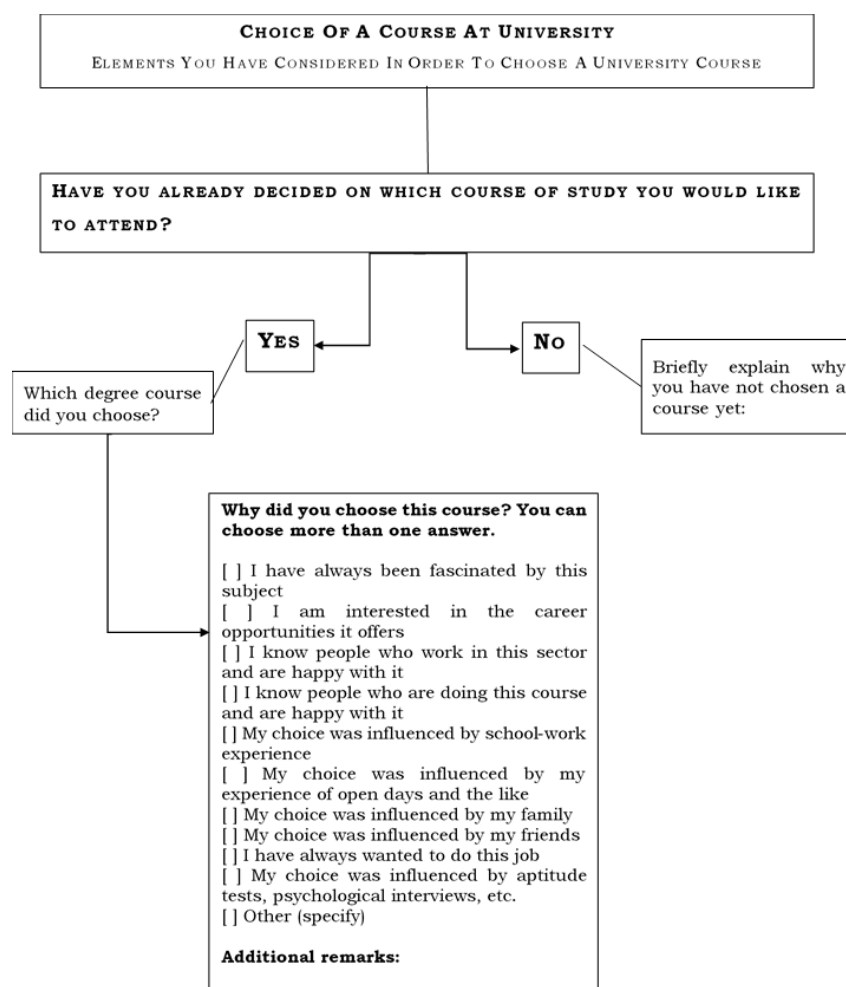 CHOICE OF A COURSE AT UNIVERSITY
ELEMENTS YOU HAVE CONSIDERED IN ORDER TO CHOOSE A UNIVERSITY COURSE
HAVE YOU ALREADY DECIDED ON WHICH COURSE OF STUDY YOU WOULD LIKE
TO ATTEND?
YES
NO
Which degree course
did you choose?
Briefly explain why
you have not chosen a
course yet:
Why did you choose this course? You can
choose more than one answer.
[ ] I have always been fascinated by this
subject
[ ] I am interested in the career
opportunities it offers
[ ] I know people who work in this sector
and are happy with it
[ ] I know people who are doing this course
and are happy with it
[ ] My choice was influenced by school-work
experience
[ ] My choice was influenced by my
experience of open days and the like
[ ] My choice was influenced by my family
[ ] My choice was influenced by my friends
[ ] I have always wanted to do this job
[ ] My choice was influenced by aptitude
tests, psychological interviews, etc.
[ ] Other (specify)
Additional remarks: